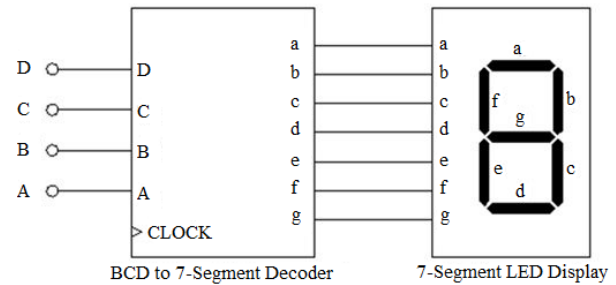 a a a
D D b b f b
g
C C c c
d d
B B e e e c
A A f f d
g g
CLOCK
BCD to 7-Segment Decoder 7-Segment LED Display